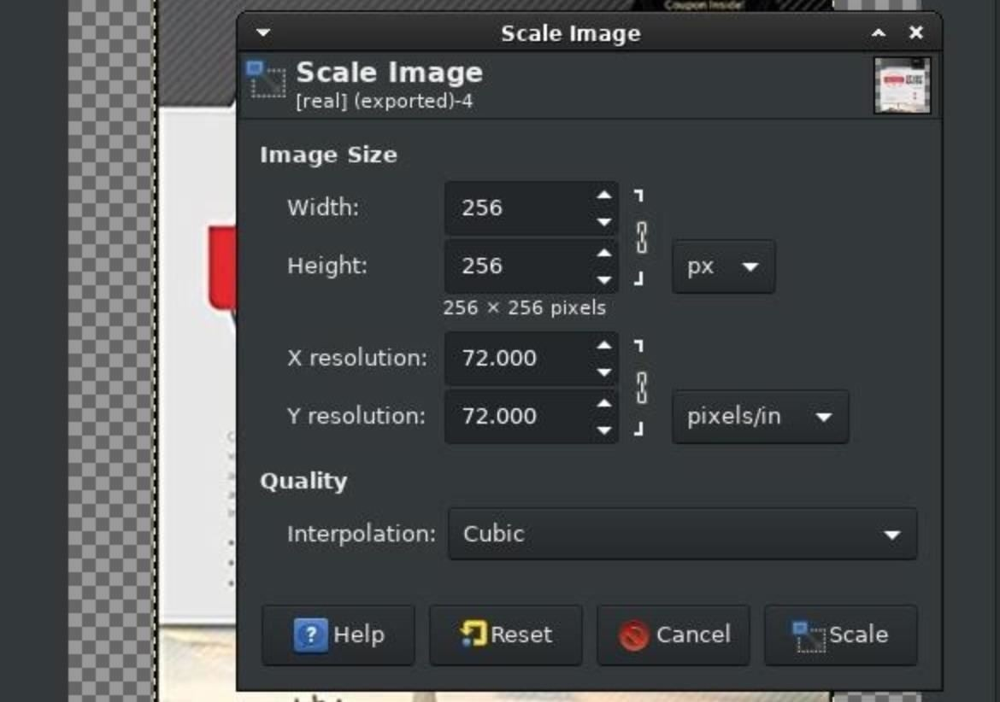 Coupon Inside!
Scale Image
Scale Image
[real] (exported)-4
Image Size
Width: 256
Height: 256 px
256 × 256 pixels
X resolution: 72.000
Y resolution: 72.000 pixels/in
Quality
Interpolation: Cubic
Help Reset Cancel Scale